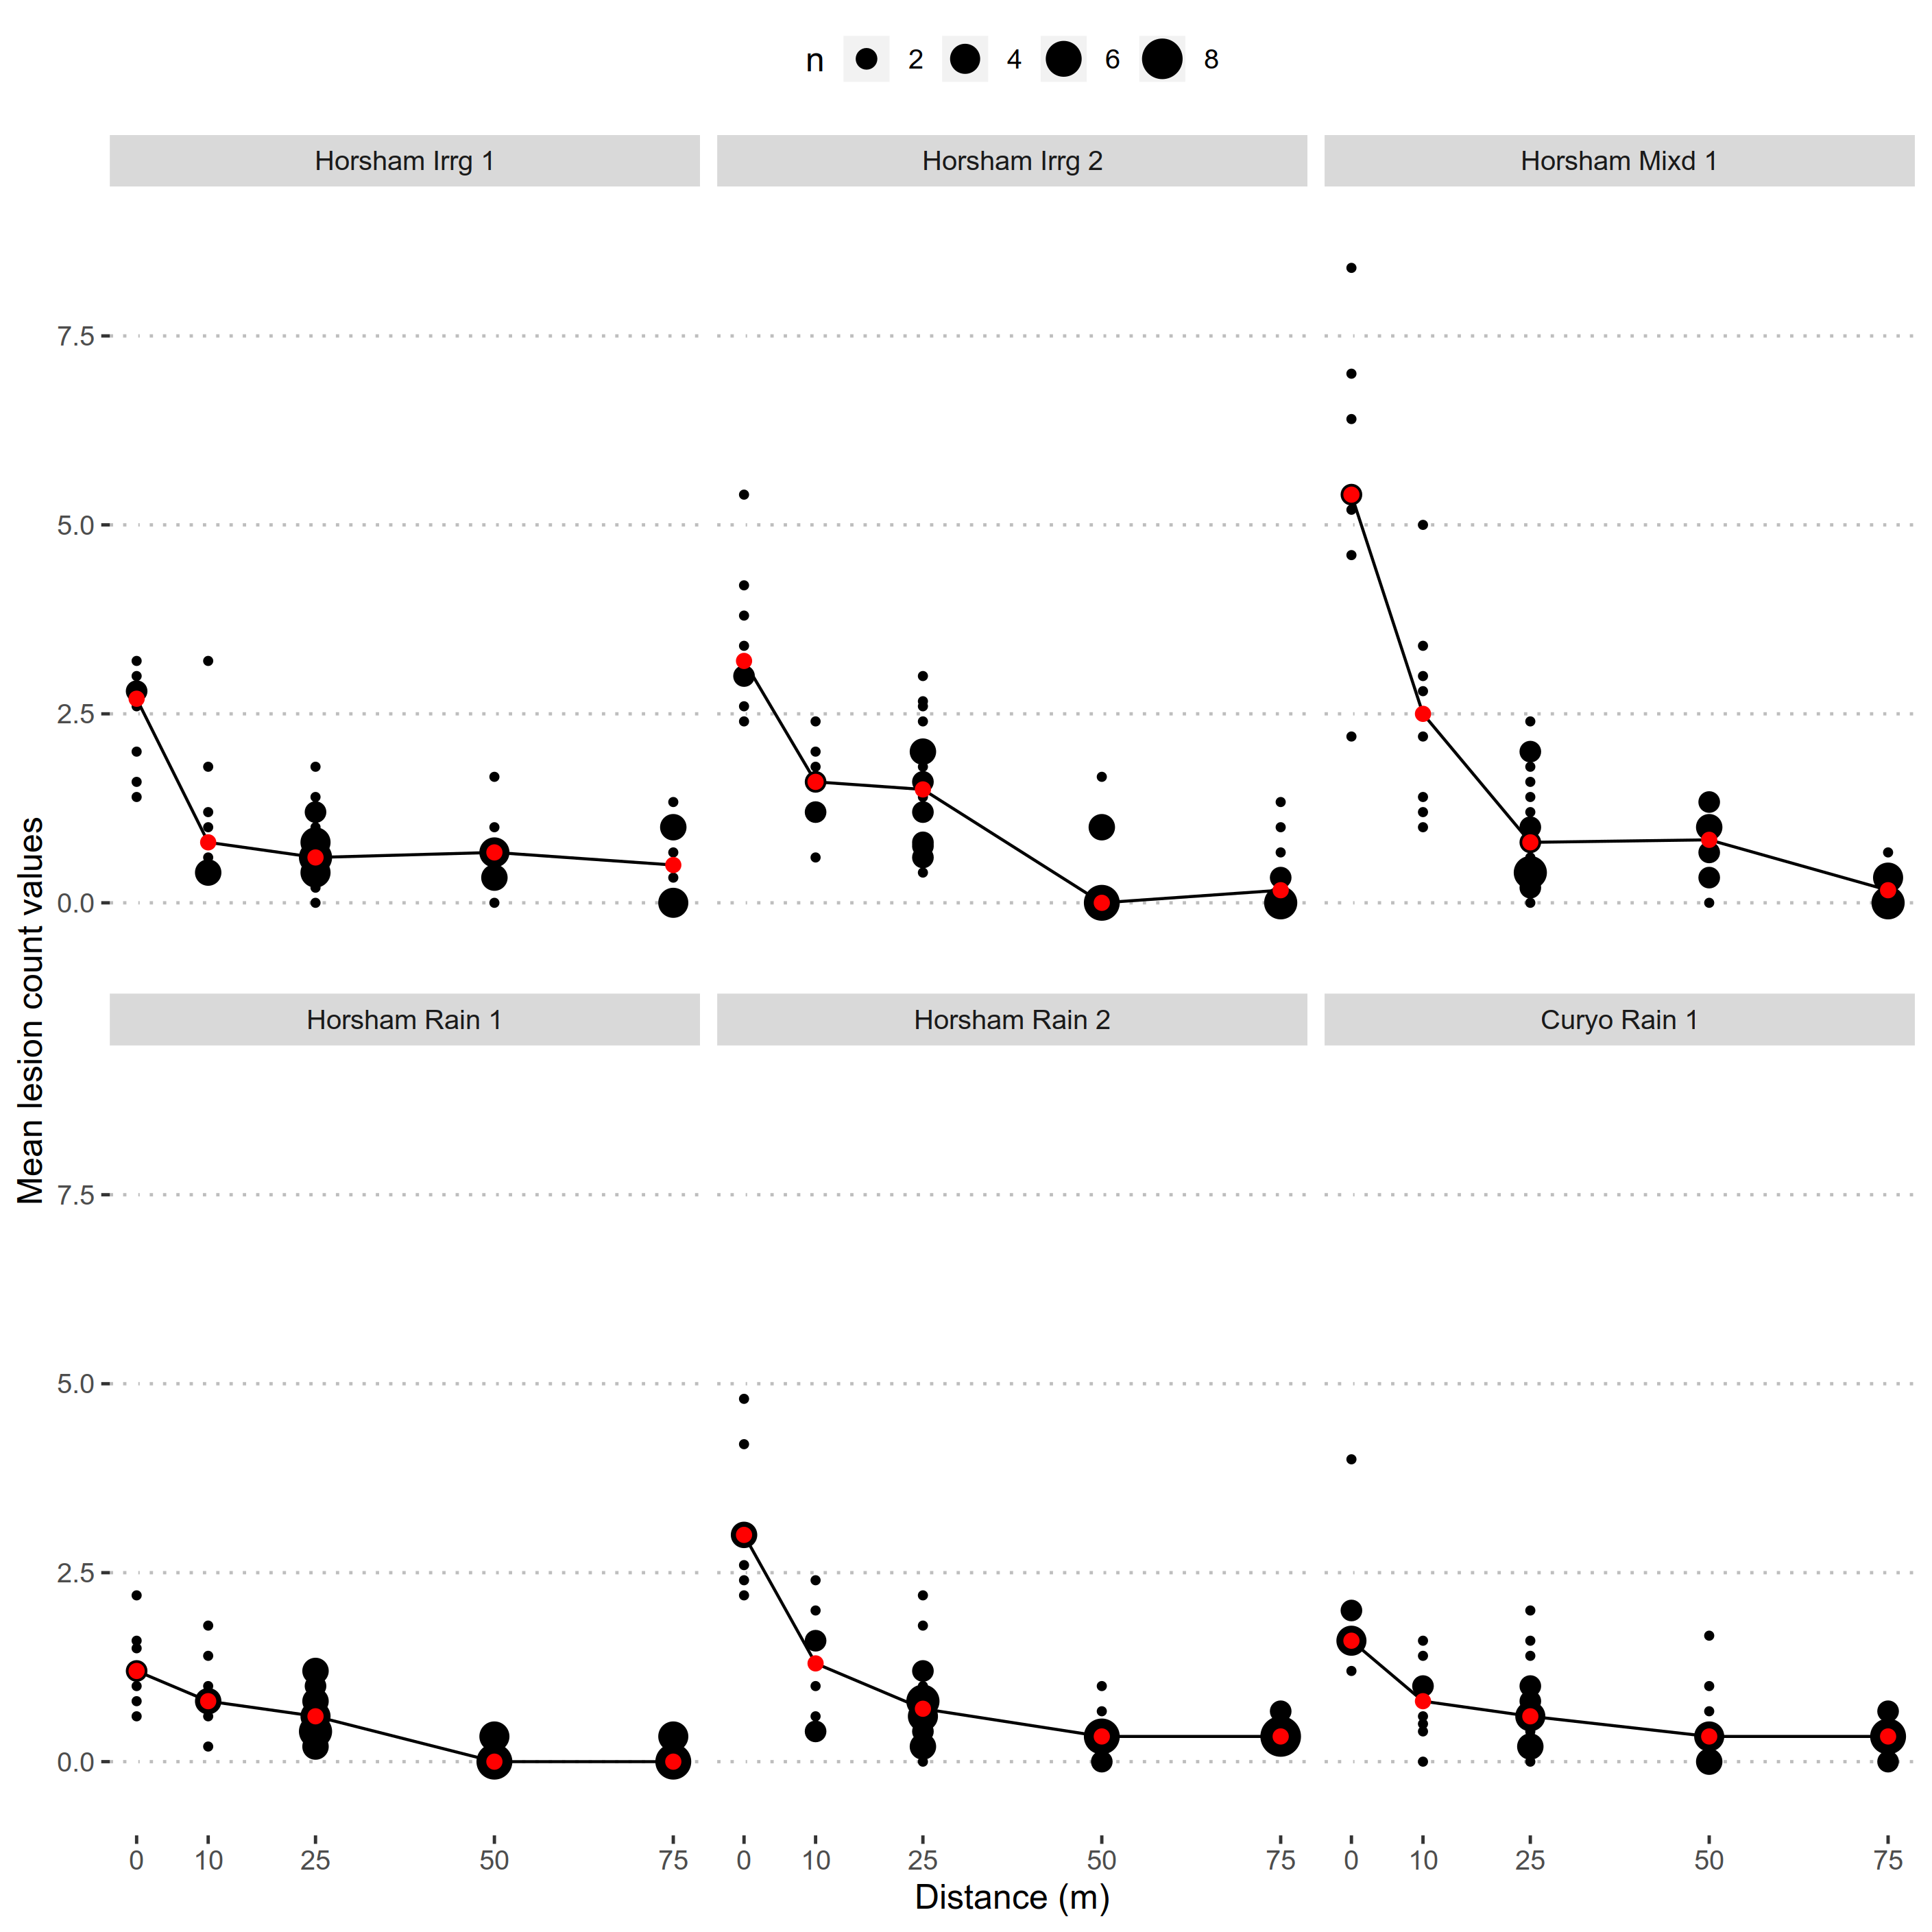 n 2 4 6 8
Horsham Irrg 1 Horsham Irrg 2 Horsham Mixd 1
7.5
5.0
2.5
0.0
Mean lesion count values
Horsham Rain 1 Horsham Rain 2 Curyo Rain 1
7.5
5.0
2.5
0.0
0 10 25 50 75 0 10 25 50 75 0 10 25 50 75
Distance (m)